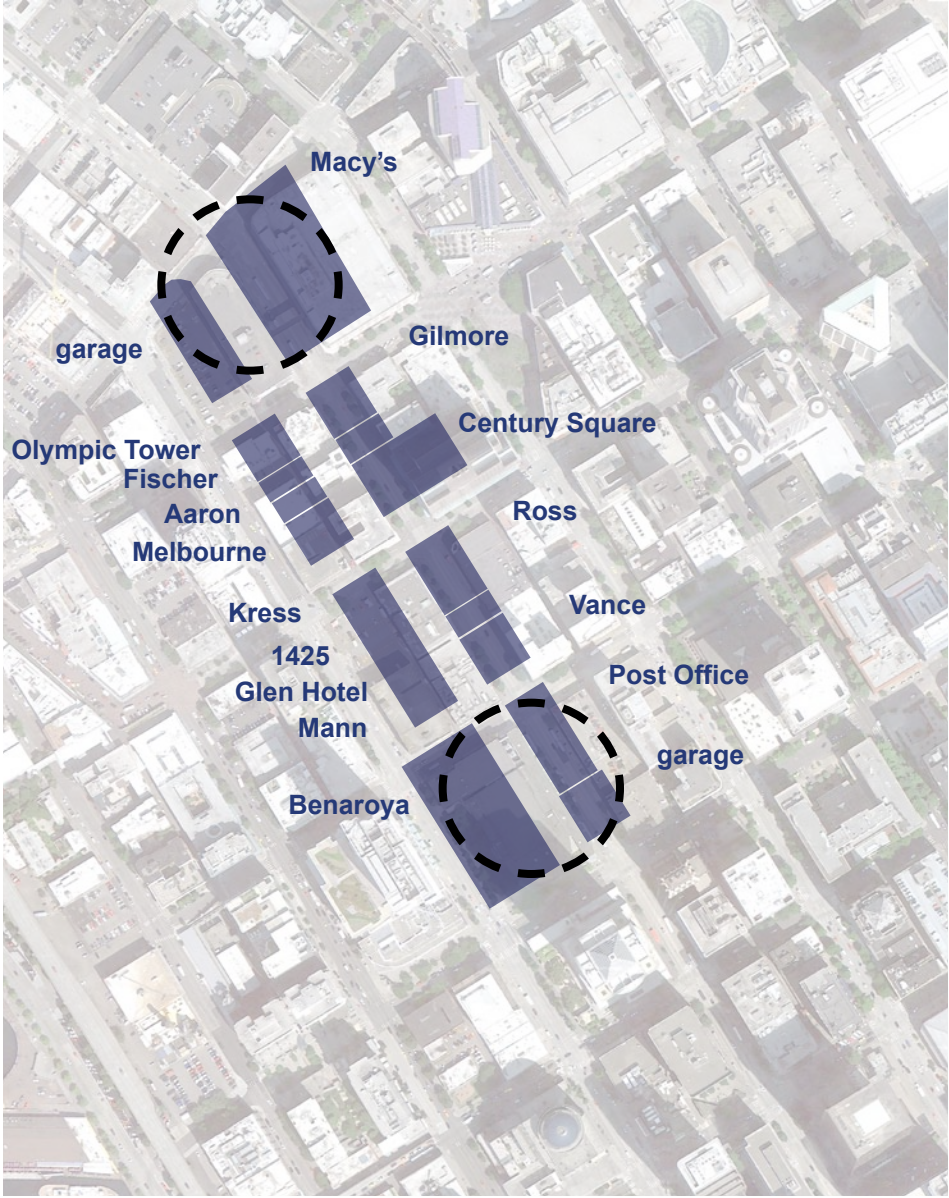 Macy’s
Gilmore
garage
Century Square
Olympic Tower
Fischer
Aaron
Ross
Melbourne
Kress
Vance
1425
Post Office
Glen Hotel
Mann
garage
Benaroya